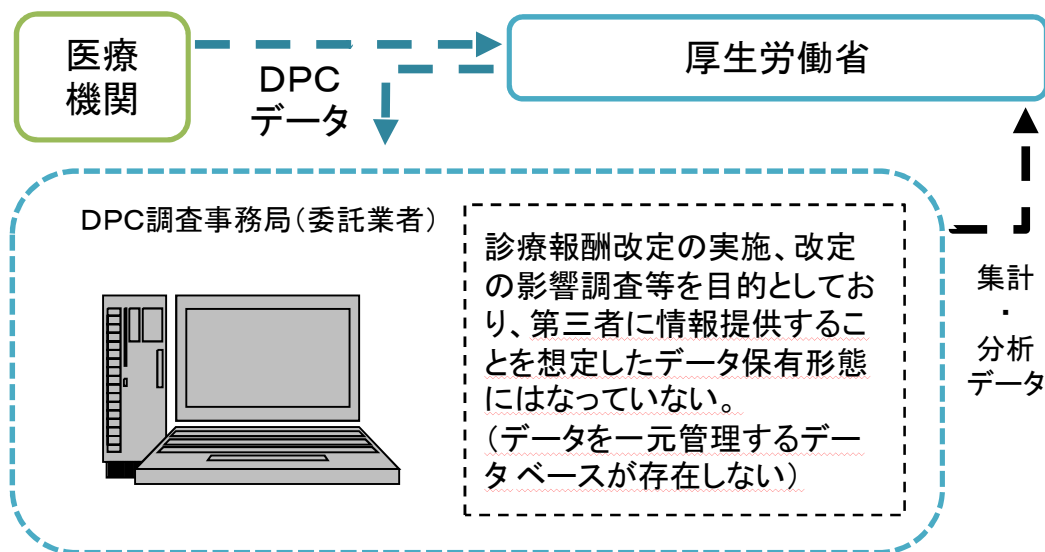 医療
機関
DPC
データ
厚生労働省
DPC調査事務局(委託業者)
診療報酬改定の実施、改定
の影響調査等を目的としてお
り、第三者に情報提供するこ
とを想定したデータ保有形態
にはなっていない。
(データを一元管理するデー
タベースが存在しない)
集計
・
分析
データ